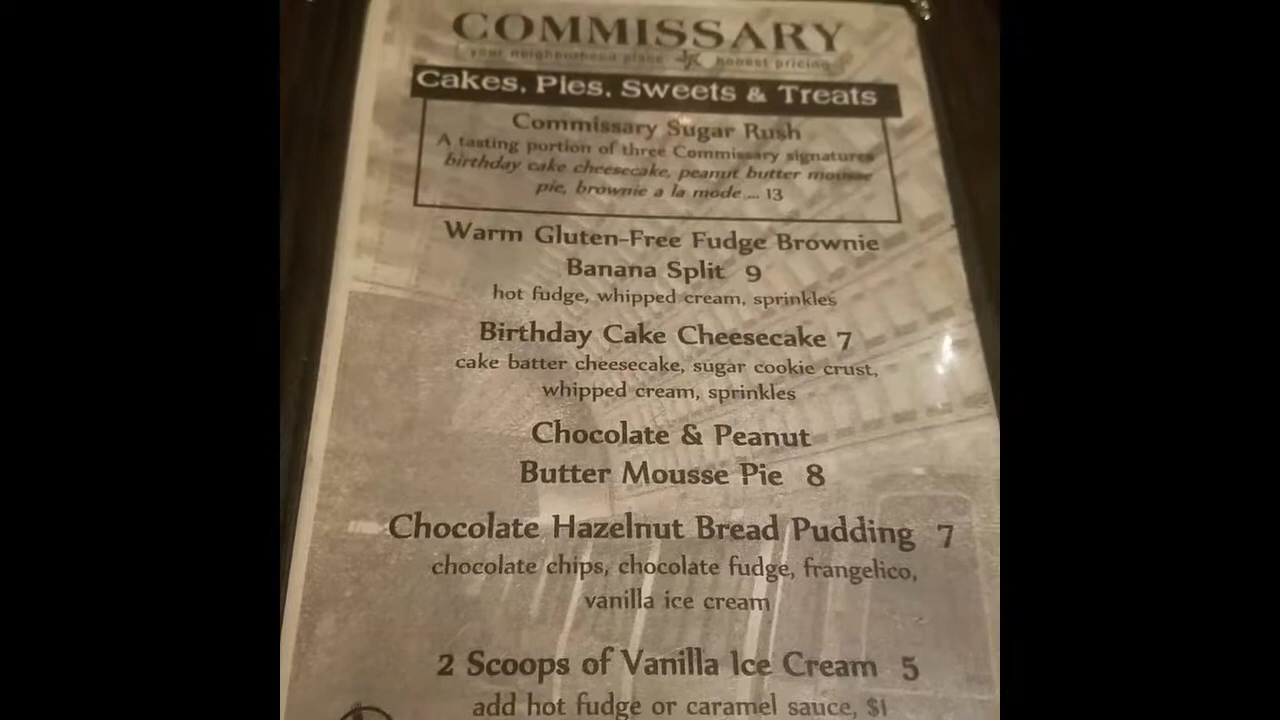 COMMISSARY
your neighborhood place honest pricing
Cakes, Pies, Sweets & Treats
Commissary Sugar Rush
A tasting portion of three Commissary signatures
birthday cake cheesecake, peanut butter mousse
pie, brownie a la mode... 13
Warm Gluten-Free Fudge Brownie
Banana Split 9
hot fudge, whipped cream, sprinkles
Birthday Cake Cheesecake 7
cake batter cheesecake, sugar cookie crust,
whipped cream, sprinkles
Chocolate & Peanut
Butter Mousse Pie 8
Chocolate Hazelnut Bread Pudding 7
chocolate chips, chocolate fudge, frangelico,
vanilla ice cream
2 Scoops of Vanilla Ice Cream 5
add hot fudge or caramel sauce, $1